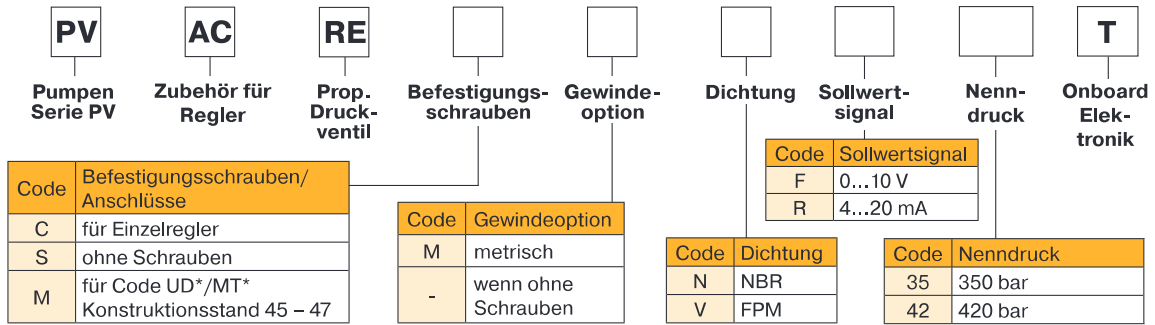 PV AC RE T
Pumpen Serie PV
Zubehör für Regler
Prop. Druck- ventil
Befestigungs- schrauben
Gewinde- option
Dichtung
Sollwert- signal
Nenn- druck
Onboard Elek- tronik
Code Befestigungsschrauben/ Anschlüsse
C für Einzelregler
S ohne Schrauben
M für Code UD*/MT* Konstruktionsstand 45 – 47
Code Gewindeoption
M metrisch
- wenn ohne Schrauben
Code Dichtung
N NBR
V FPM
Code Sollwertsignal
F 0...10 V
R 4...20 mA
Code Nenndruck
35 350 bar
42 420 bar